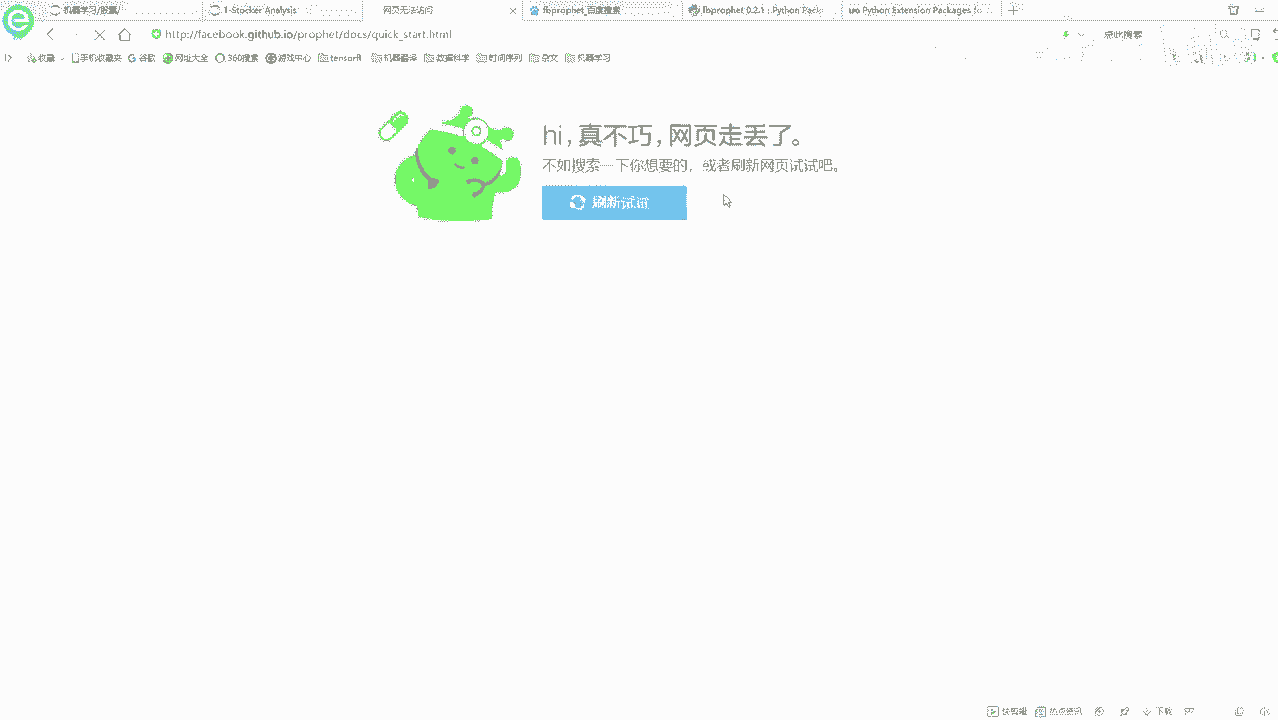 机器学习/股票/
1-Stocker Analysis
网页无法访问
fbprophet_百度搜索
fbprophet 0.2.1 : Python Pack
Python Extension Packages fo
http://facebook.github.io/prophet/docs/quick_start.html
点此搜索
收藏 手机收藏夹 谷歌 网址大全 360搜索 游戏中心 tensorfl 机器翻译 数据科学 时间序列 机器学习
hi, 真不巧, 网页走丢了。
不如搜索一下你想要的, 或者刷新网页试试吧。
刷新试试
快剪辑 热点资讯 下载